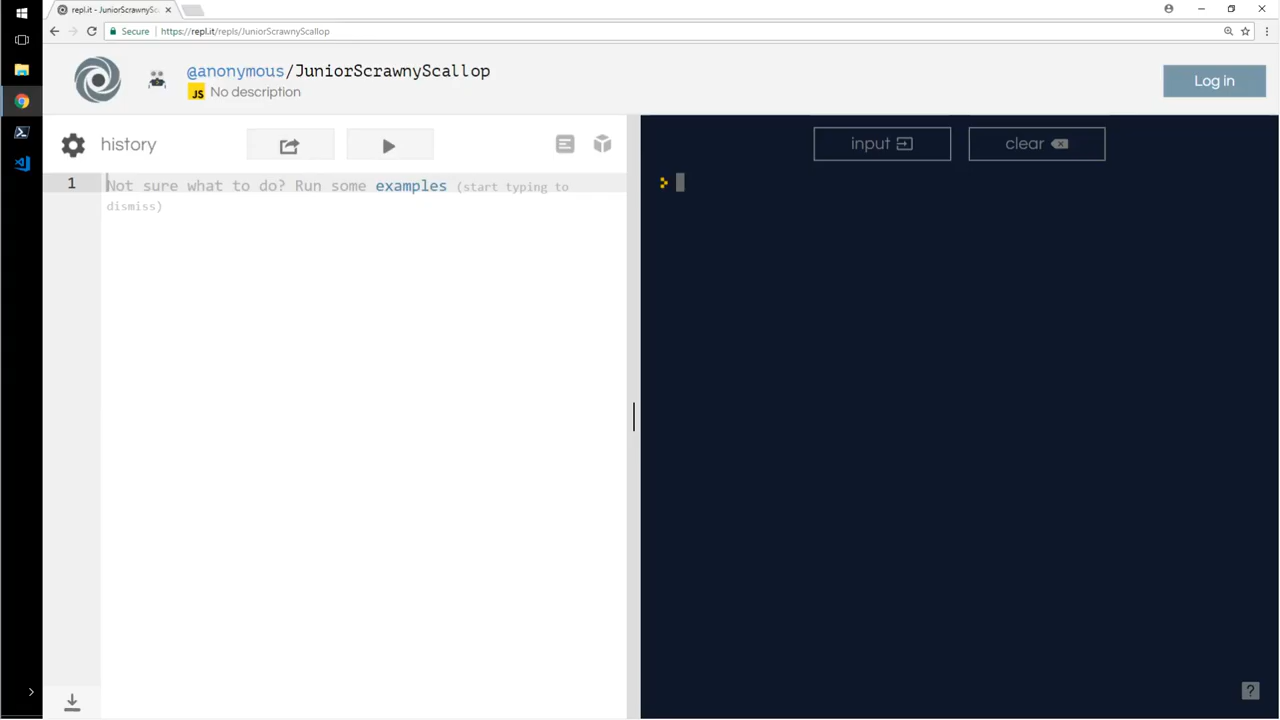 repl.it - JuniorScrawnySc
Secure https://repl.it/repls/JuniorScrawnyScallop
@anonymous/JuniorScrawnyScallop
JS No description
Log in
history
input
clear
1 Not sure what to do? Run some examples (start typing to
dismiss)
?